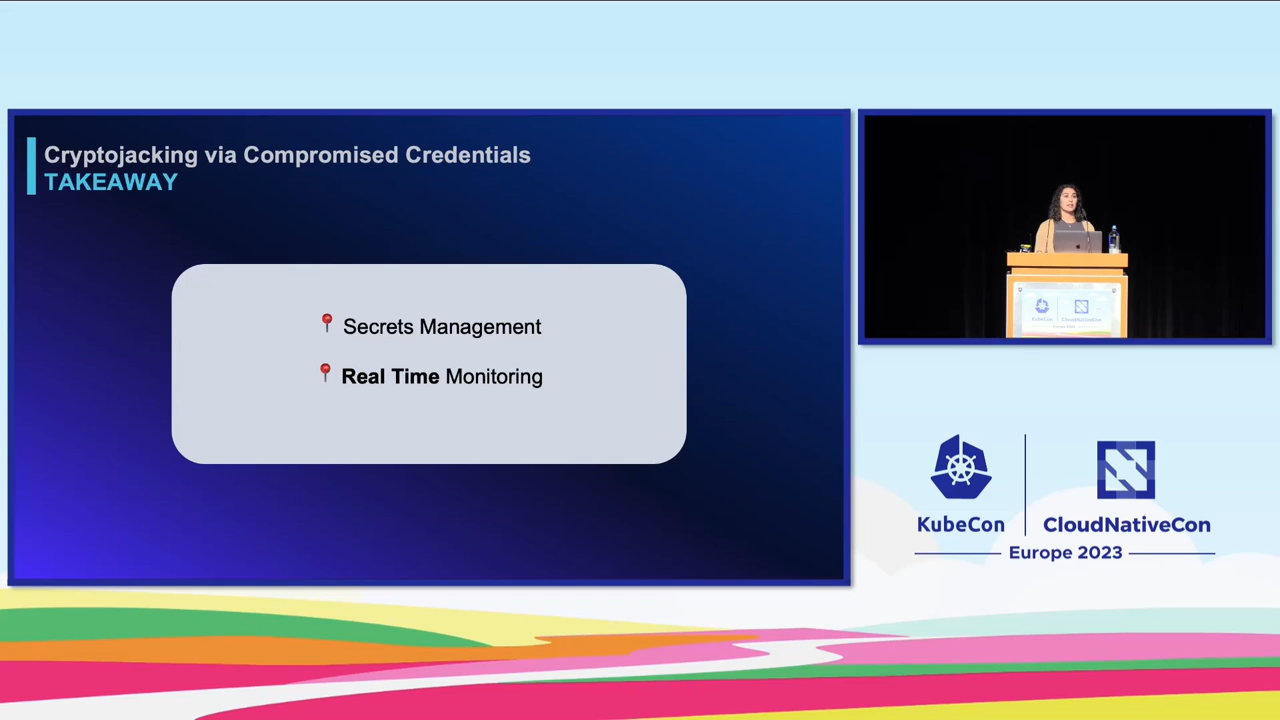 Cryptojacking via Compromised Credentials
TAKEAWAY
Secrets Management
Real Time Monitoring
KubeCon
CloudNativeCon
Europe 2023